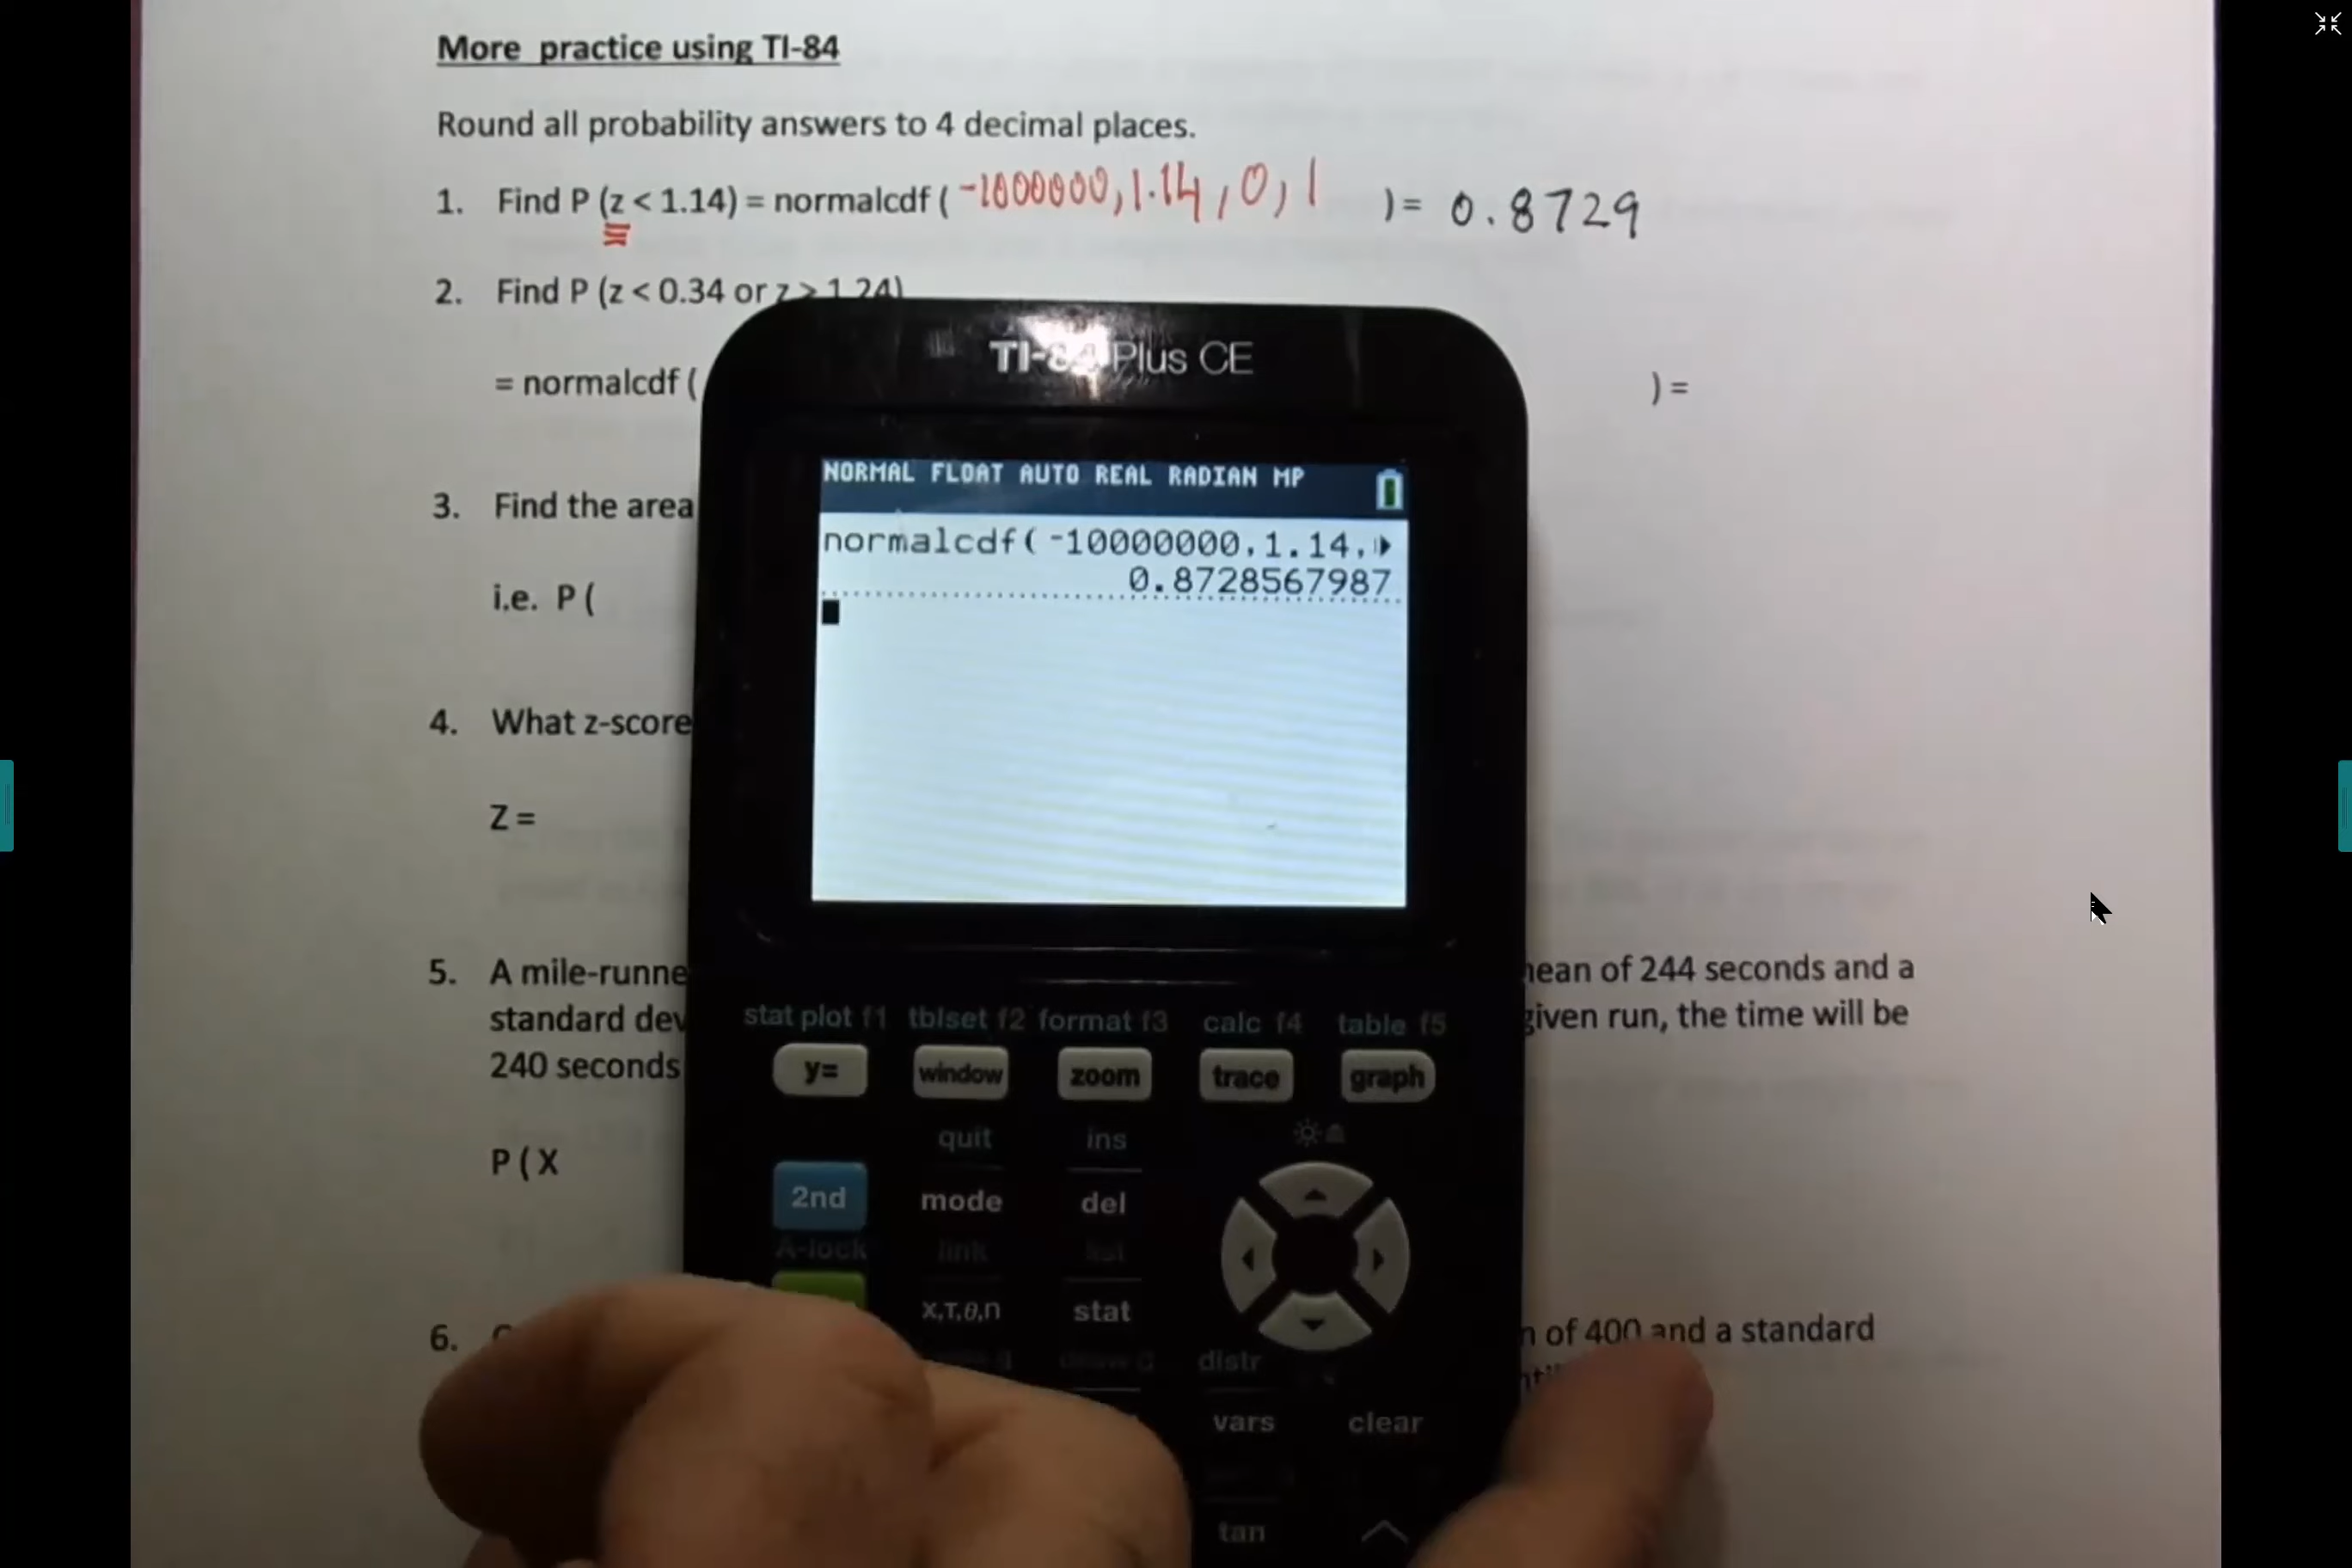 More practice using TI-84
Round all probability answers to 4 decimal places.
1. Find P (z < 1.14) = normalcdf ( -1000000, 1.14, 0, 1 ) = 0.8729
2. Find P (z < 0.34 or z > 1.24)
= normalcdf ( ) =
TI-84 Plus CE
NORMAL FLOAT AUTO REAL RADIAN MP
normalcdf(-10000000,1.14,
0.8728567987
3. Find the area
i.e. P (
4. What z-score
Z =
5. A mile-runne mean of 244 seconds and a
standard dev given run, the time will be
240 seconds
P ( X
stat plot f1 tblset f2 format f3 calc f4 table f5
y= window zoom trace graph
quit ins
2nd mode del
A-lock link list
X,T,θ,n stat
6. n of 400 and a standard
distr
vars clear
tan